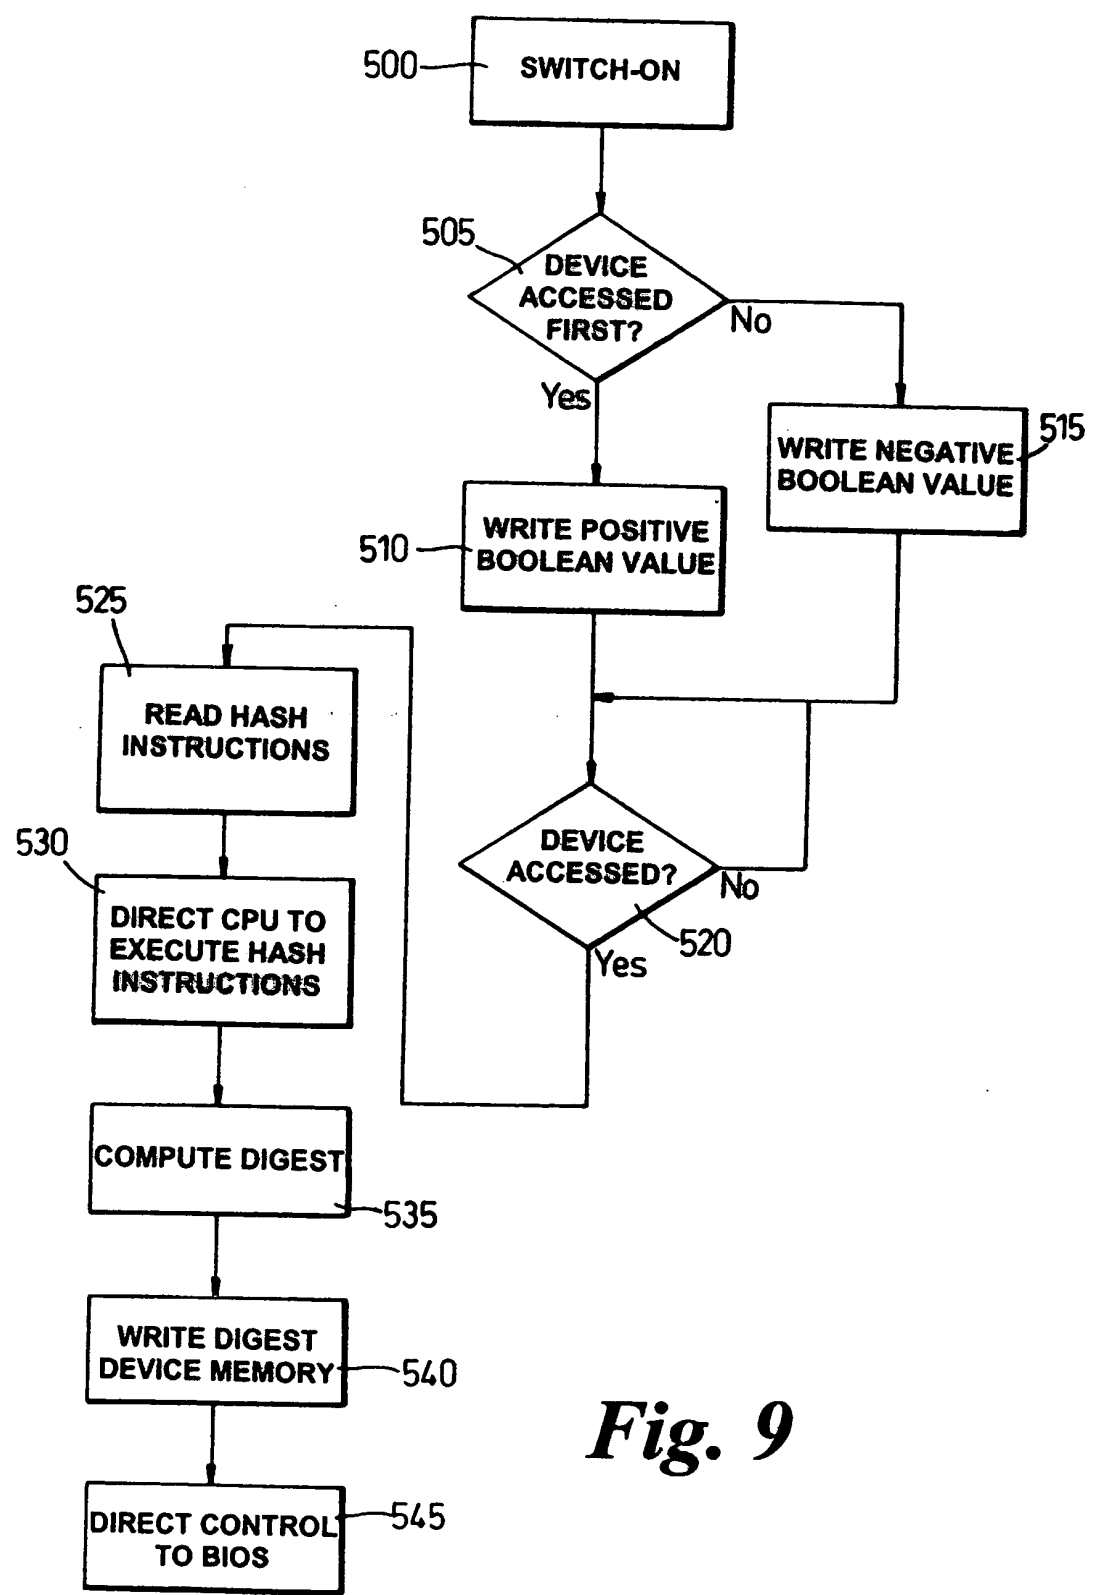 500
SWITCH-ON
505
DEVICE
ACCESSED
FIRST?
No
Yes
515
WRITE NEGATIVE
BOOLEAN VALUE
510
WRITE POSITIVE
BOOLEAN VALUE
525
READ HASH
INSTRUCTIONS
DEVICE
ACCESSED?
No
520
Yes
530
DIRECT CPU TO
EXECUTE HASH
INSTRUCTIONS
COMPUTE DIGEST
535
WRITE DIGEST
DEVICE MEMORY
540
DIRECT CONTROL
TO BIOS
545
Fig. 9